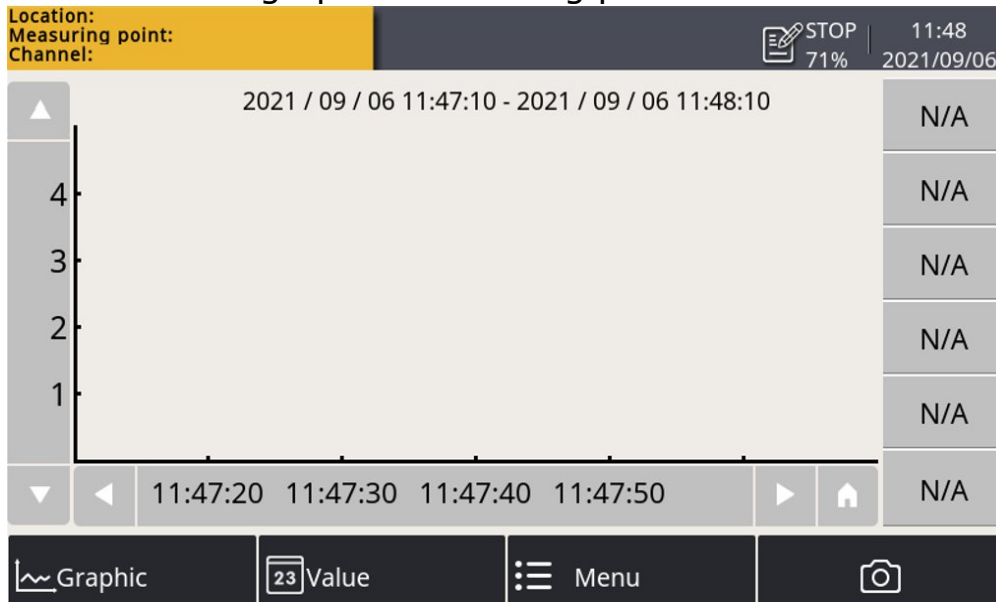 Location:
Measuring point:
Channel:
STOP
71%
11:48
2021/09/06
2021 / 09 / 06 11:47:10 - 2021 / 09 / 06 11:48:10
4
3
2
1
11:47:20 11:47:30 11:47:40 11:47:50
N/A
N/A
N/A
N/A
N/A
N/A
Graphic
23 Value
Menu